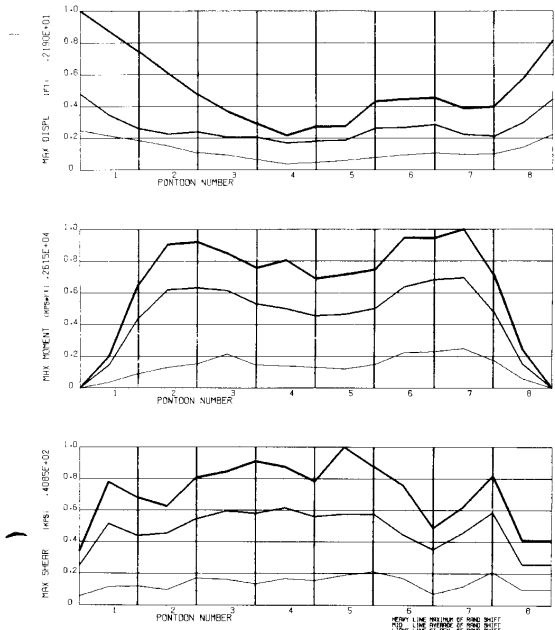 MAX DISPL (FT) .2190E+01
1.0
0.8
0.6
0.4
0.2
0
1 2 3 4 5 6 7 8
PONTOON NUMBER
MAX MOMENT (KPS*FT) .2615E+04
1.0
0.8
0.6
0.4
0.2
0
1 2 3 4 5 6 7 8
PONTOON NUMBER
MAX SHEAR (KPS) .4085E+02
1.0
0.8
0.6
0.4
0.2
0
1 2 3 4 5 6 7 8
PONTOON NUMBER
HEAVY LINE MAXIMUM OF RAND SHIFT
MID LINE AVERAGE OF RAND SHIFT